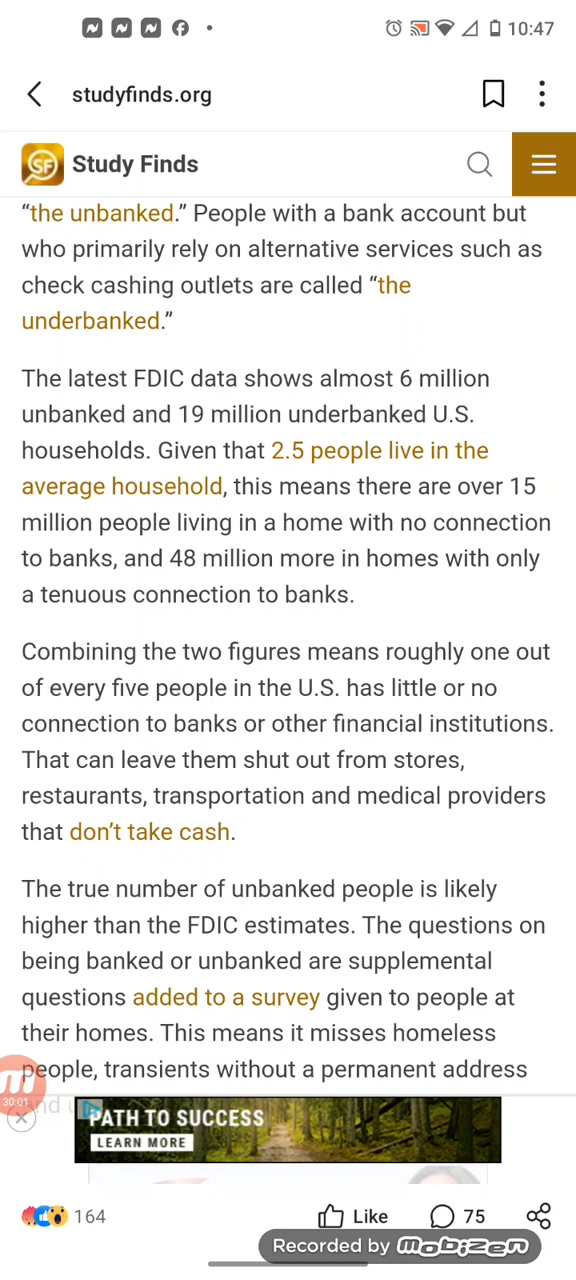 10:47
studyfinds.org
SF Study Finds
“the unbanked.” People with a bank account but
who primarily rely on alternative services such as
check cashing outlets are called “the
underbanked.”
The latest FDIC data shows almost 6 million
unbanked and 19 million underbanked U.S.
households. Given that 2.5 people live in the
average household, this means there are over 15
million people living in a home with no connection
to banks, and 48 million more in homes with only
a tenuous connection to banks.
Combining the two figures means roughly one out
of every five people in the U.S. has little or no
connection to banks or other financial institutions.
That can leave them shut out from stores,
restaurants, transportation and medical providers
that don’t take cash.
The true number of unbanked people is likely
higher than the FDIC estimates. The questions on
being banked or unbanked are supplemental
questions added to a survey given to people at
their homes. This means it misses homeless
people, transients without a permanent address
30:01
PATH TO SUCCESS
LEARN MORE
164 Like 75
Recorded by mobizen